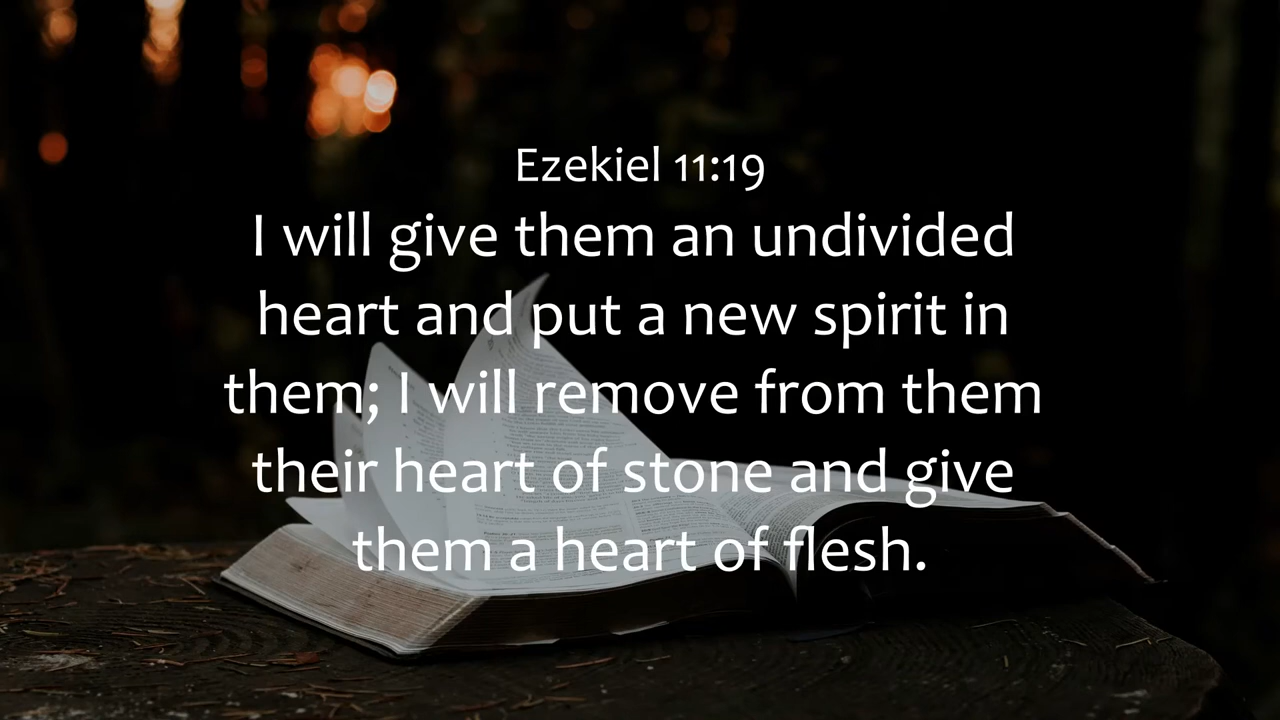 Ezekiel 11:19
I will give them an undivided
heart and put a new spirit in
them; I will remove from them
their heart of stone and give
them a heart of flesh.